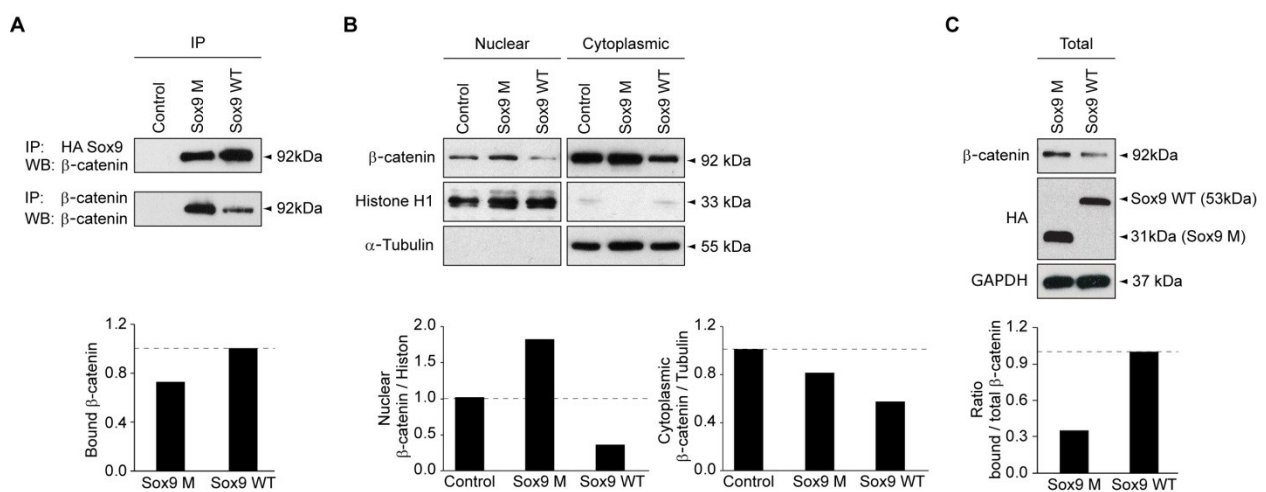 A
IP
Control
Sox9 M
Sox9 WT
IP: HA Sox9
WB: β-catenin
92kDa
IP: β-catenin
WB: β-catenin
92kDa
Bound β-catenin
1.2
0.8
0.4
0.0
Sox9 M Sox9 WT
B
Nuclear Cytoplasmic
Control
Sox9 M
Sox9 WT
Control
Sox9 M
Sox9 WT
β-catenin 92 kDa
Histone H1 33 kDa
α-Tubulin 55 kDa
Nuclear
β-catenin / Histon
2.0
1.5
1.0
0.5
0.0
Control Sox9 M Sox9 WT
Cytoplasmic
β-catenin / Tubulin
1.2
0.8
0.4
0.0
Control Sox9 M Sox9 WT
C
Total
Sox9 M
Sox9 WT
β-catenin 92kDa
HA
Sox9 WT (53kDa)
31kDa (Sox9 M)
GAPDH 37 kDa
Ratio
bound / total β-catenin
1.2
0.9
0.6
0.3
0.0
Sox9 M Sox9 WT